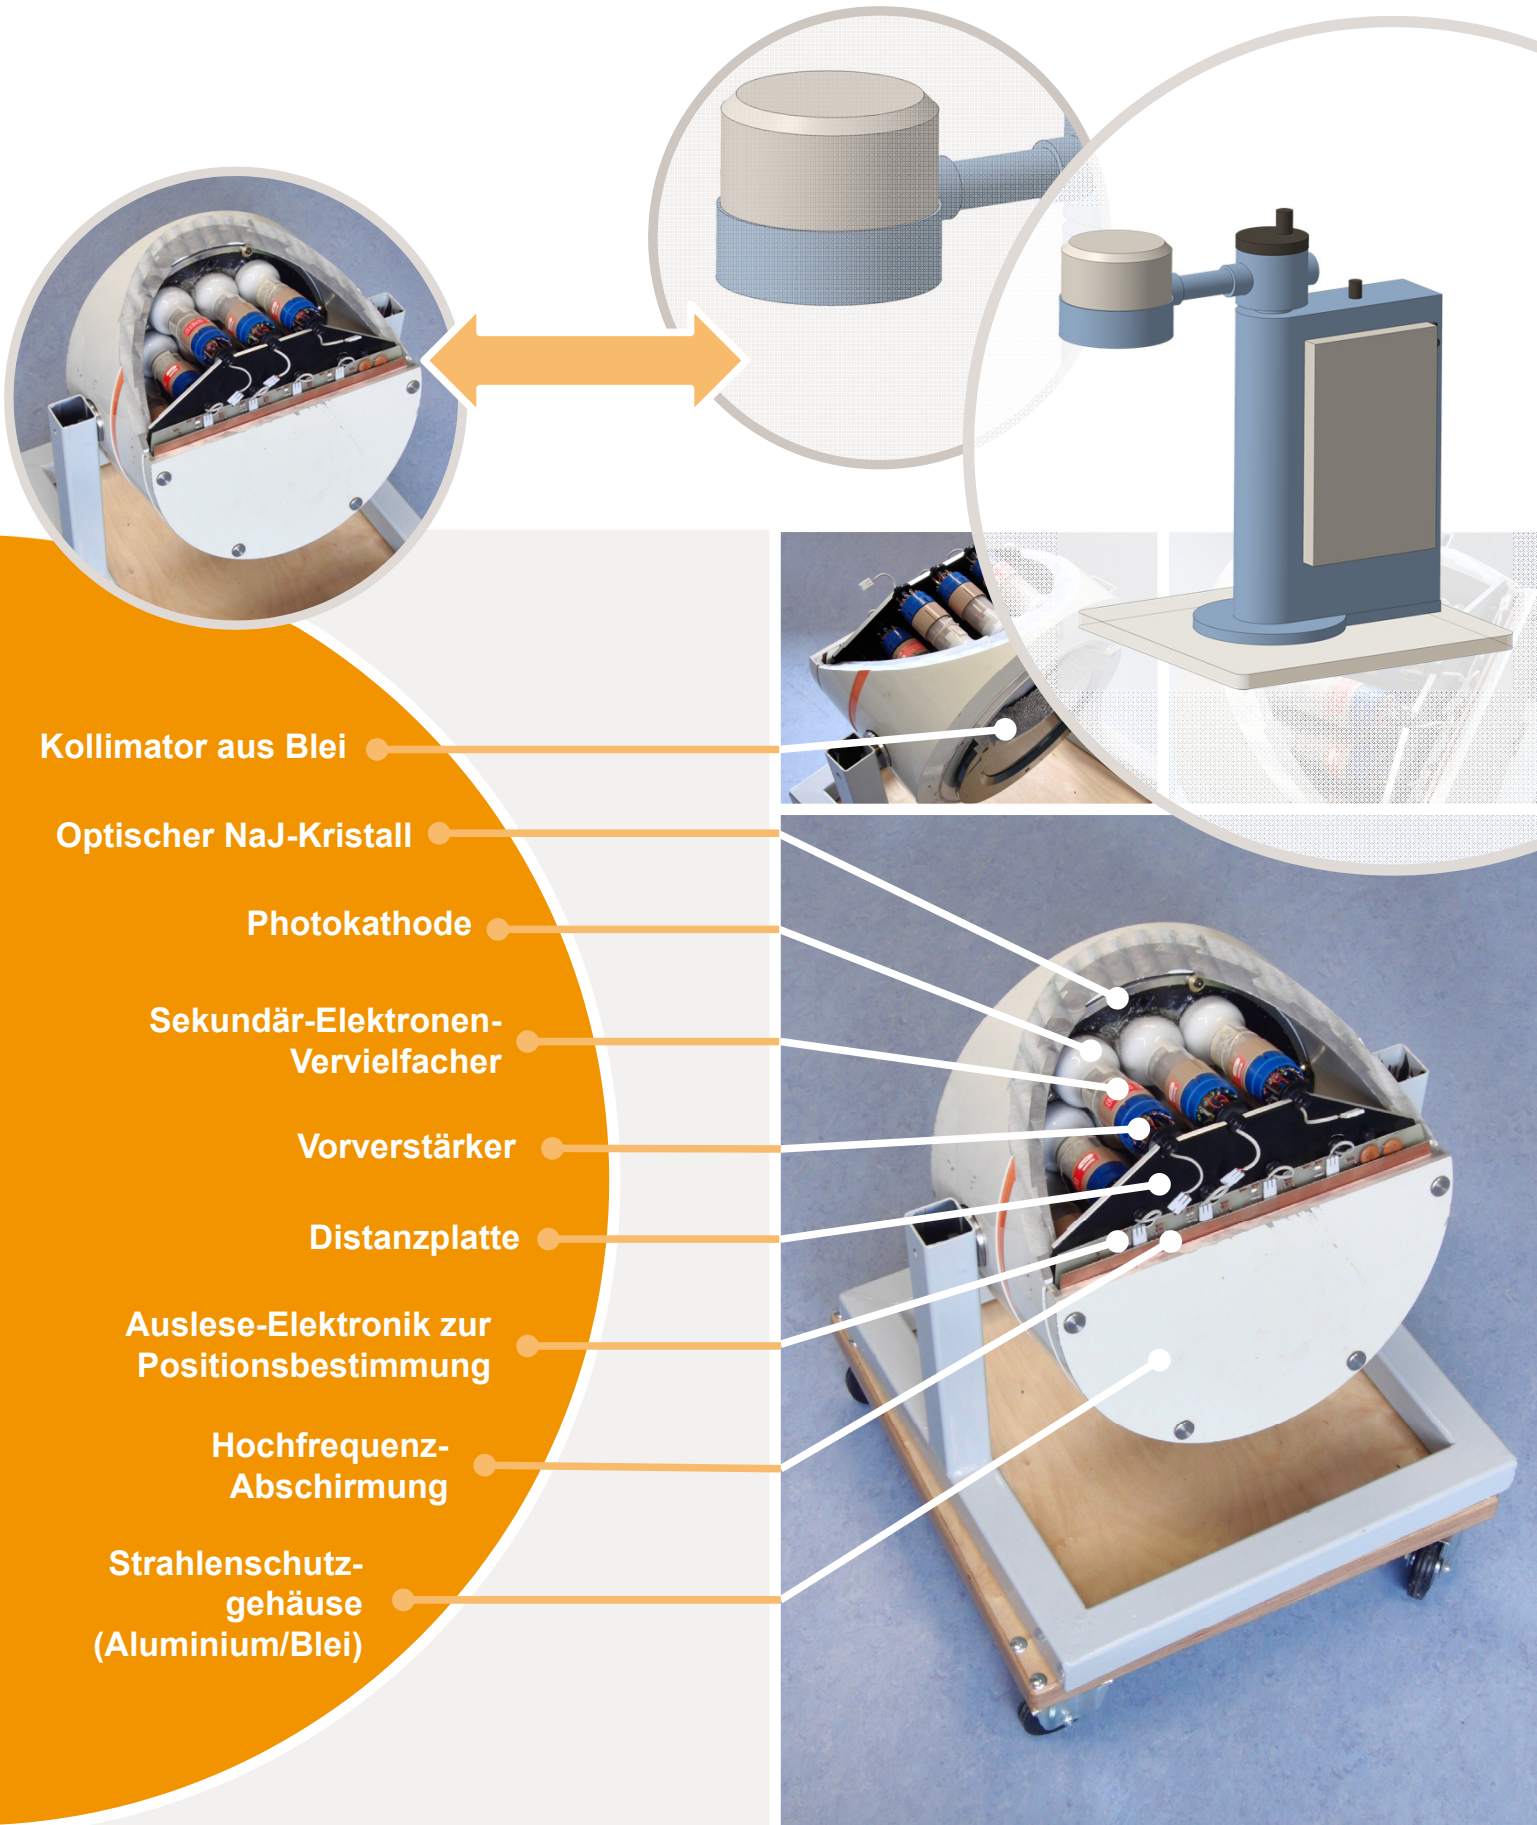 Kollimator aus Blei
Optischer NaJ-Kristall
Photokathode
Sekundär-Elektronen-
Vervielfacher
Vorverstärker
Distanzplatte
Auslese-Elektronik zur
Positionsbestimmung
Hochfrequenz-
Abschirmung
Strahlenschutz-
gehäuse
(Aluminium/Blei)